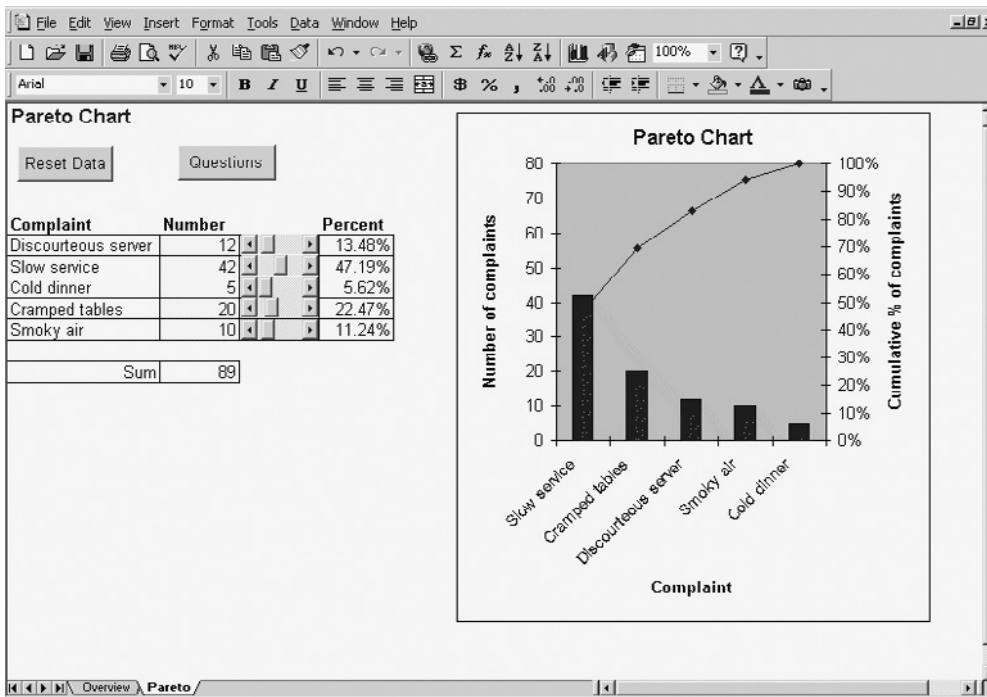 File Edit View Insert Format Tools Data Window Help
100%
Arial 10 B I U $ % ,
Pareto Chart
Reset Data Questions
Complaint Number Percent
Discourteous server 12 13.48%
Slow service 42 47.19%
Cold dinner 5 5.62%
Cramped tables 20 22.47%
Smoky air 10 11.24%
Sum 89
Pareto Chart
Number of complaints
80
70
60
50
40
30
20
10
0
100%
90%
80%
70%
60%
50%
40%
30%
20%
10%
0%
Cumulative % of complaints
Slow service
Cramped tables
Discourteous server
Smoky air
Cold dinner
Complaint
Overview Pareto